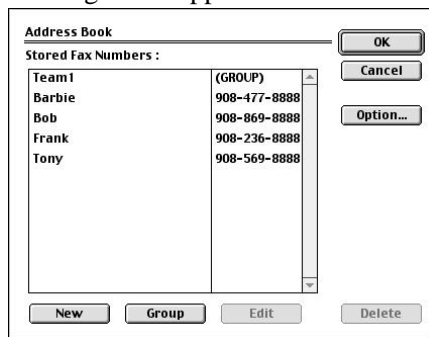 Address Book
OK
Stored Fax Numbers :
Cancel
Team1 (GROUP)
Barbie 908-477-8888
Bob 908-869-8888
Option...
Frank 908-236-8888
Tony 908-569-8888
New Group Edit Delete